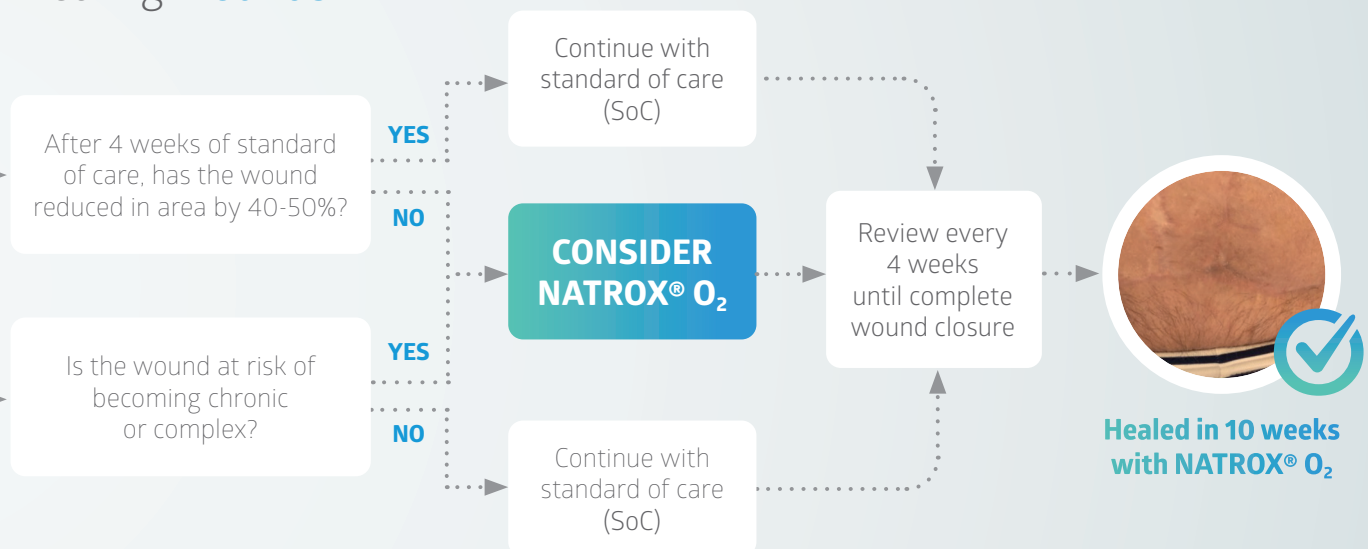 After 4 weeks of standard
of care, has the wound
reduced in area by 40-50%?
YES
NO
Is the wound at risk of
becoming chronic
or complex?
YES
NO
Continue with
standard of care
(SoC)
CONSIDER
NATROX® O₂
Continue with
standard of care
(SoC)
Review every
4 weeks
until complete
wound closure
Healed in 10 weeks
with NATROX® O₂